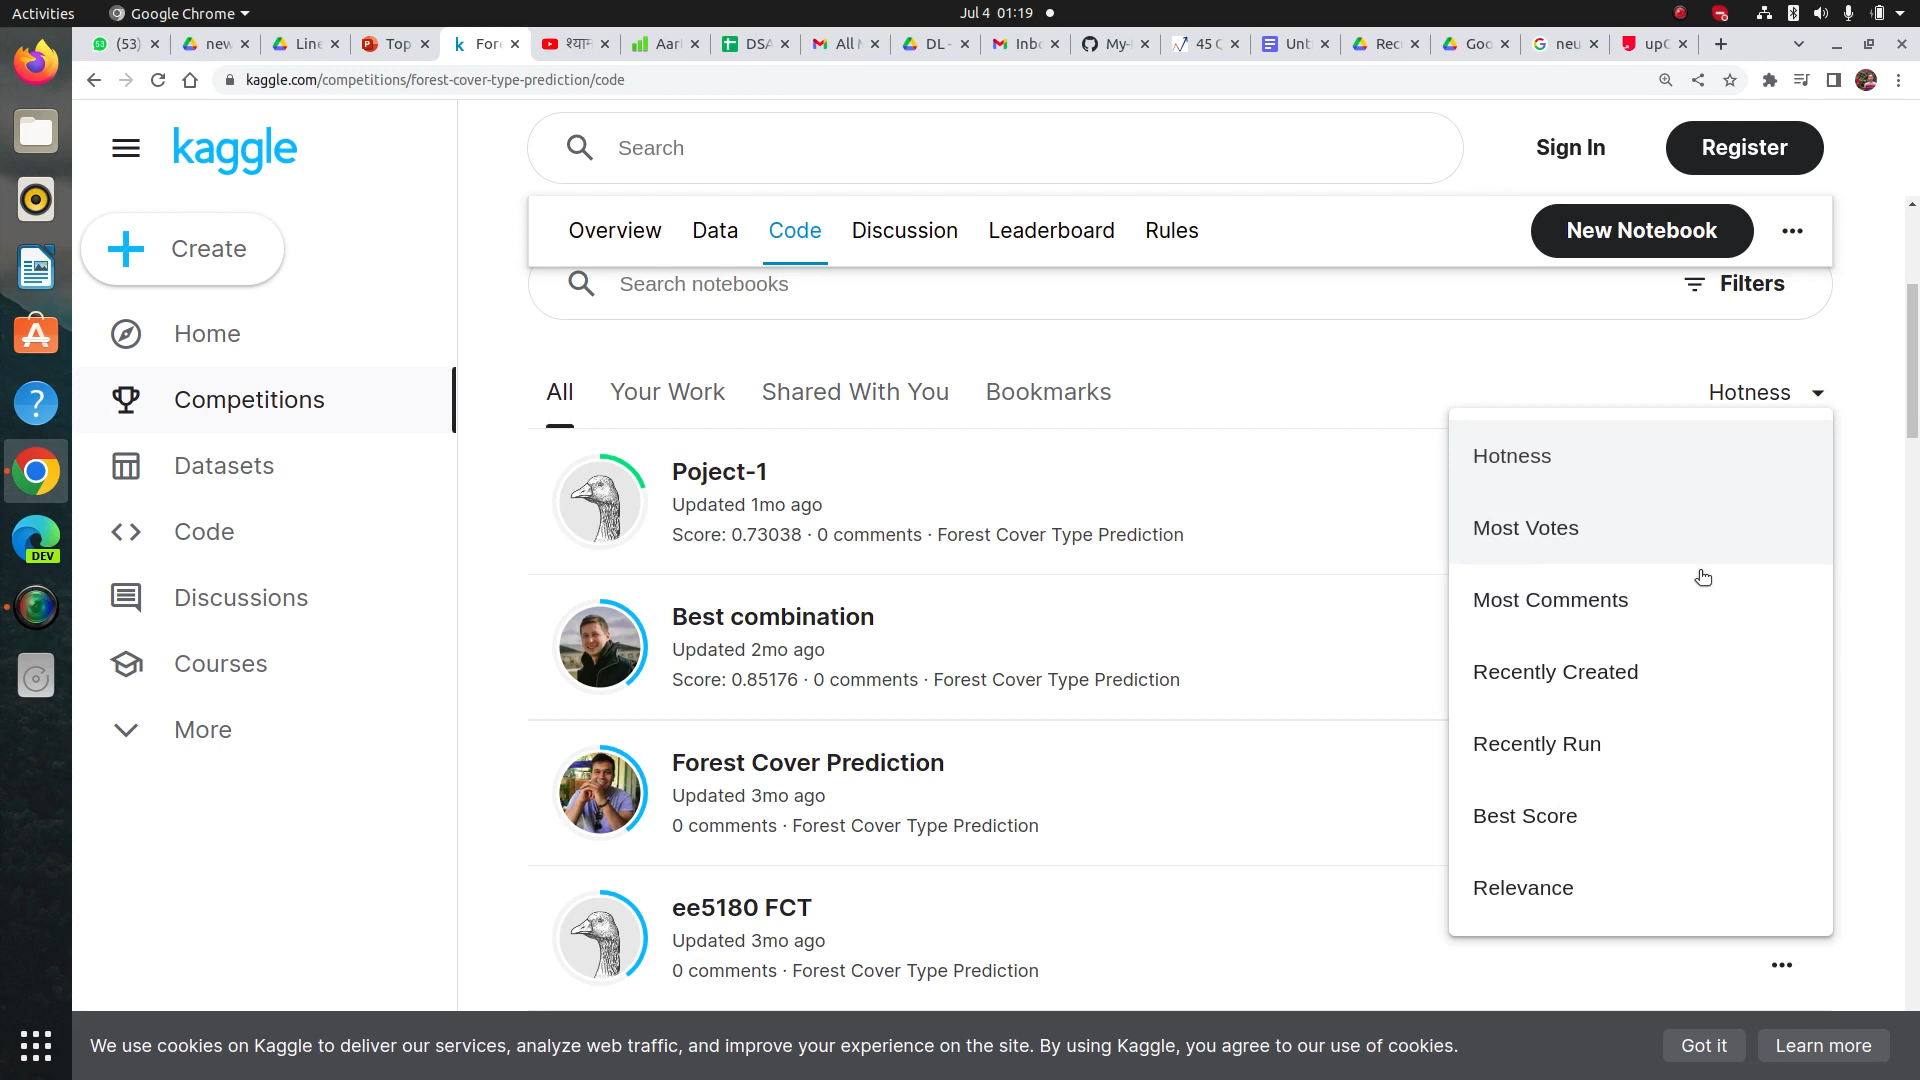 Activities
Google Chrome
Jul 4 01:19
(53)
new
Line
Top
For
श्याम
Aar
DSA
All M
DL -
Inb
My-
45 Q
Unt
Rec
Goo
neu
upG
kaggle.com/competitions/forest-cover-type-prediction/code
kaggle
Search
Sign In
Register
Create
Overview
Data
Code
Discussion
Leaderboard
Rules
New Notebook
Search notebooks
Filters
Home
Competitions
Datasets
Code
Discussions
Courses
More
All
Your Work
Shared With You
Bookmarks
Hotness
Poject-1
Updated 1mo ago
Score: 0.73038 · 0 comments · Forest Cover Type Prediction
Best combination
Updated 2mo ago
Score: 0.85176 · 0 comments · Forest Cover Type Prediction
Forest Cover Prediction
Updated 3mo ago
0 comments · Forest Cover Type Prediction
ee5180 FCT
Updated 3mo ago
0 comments · Forest Cover Type Prediction
Hotness
Most Votes
Most Comments
Recently Created
Recently Run
Best Score
Relevance
DEV
We use cookies on Kaggle to deliver our services, analyze web traffic, and improve your experience on the site. By using Kaggle, you agree to our use of cookies.
Got it
Learn more